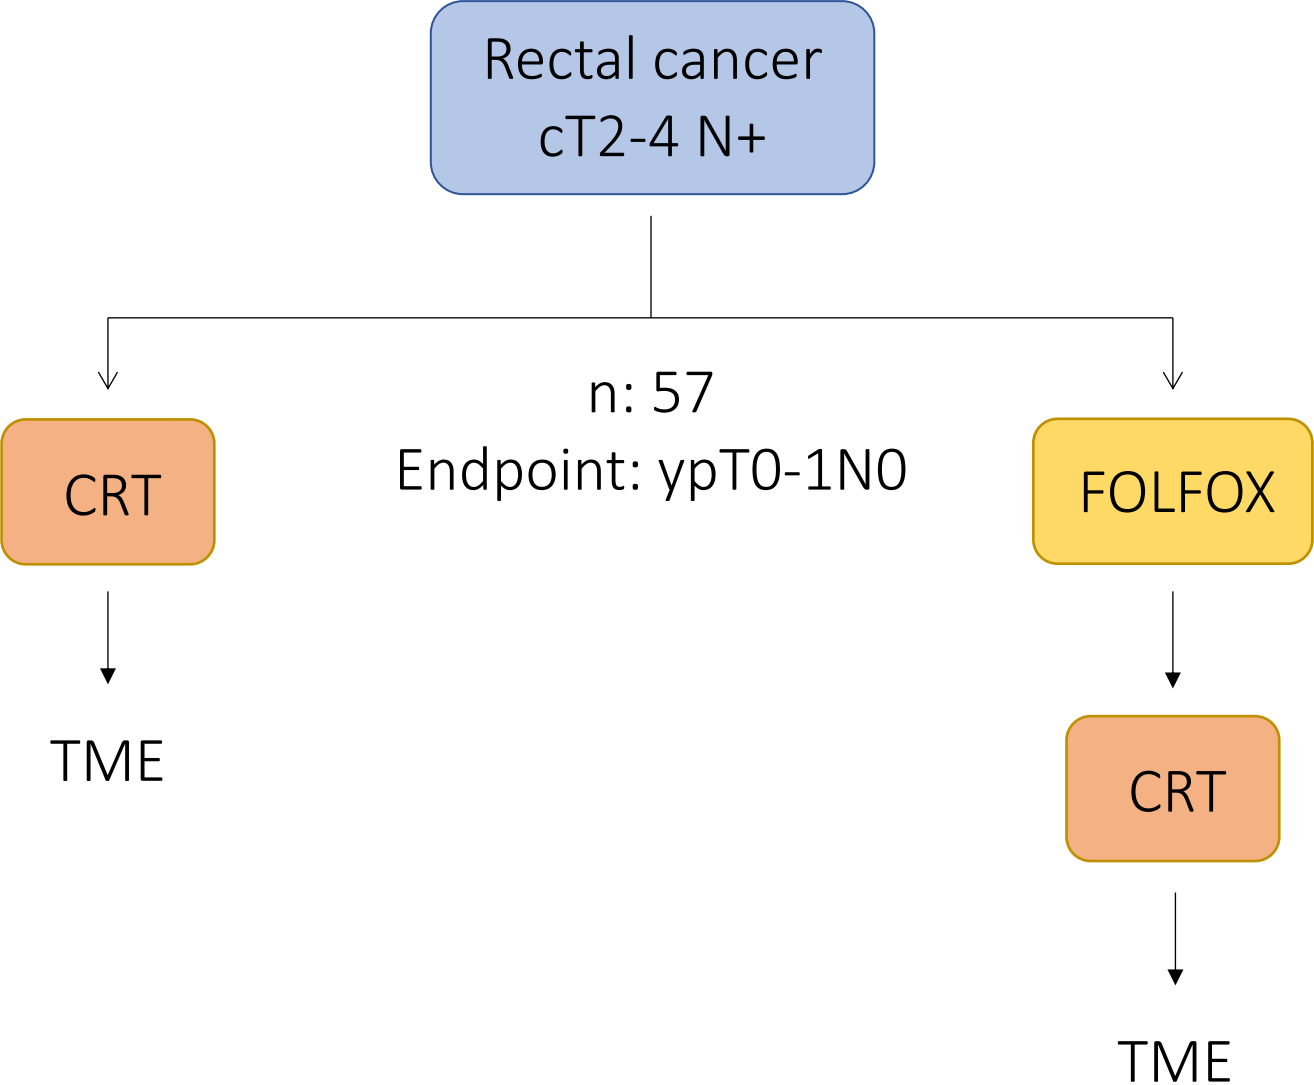 Rectal cancer
cT2-4 N+
n: 57
Endpoint: ypT0-1N0
CRT
FOLFOX
TME
CRT
TME